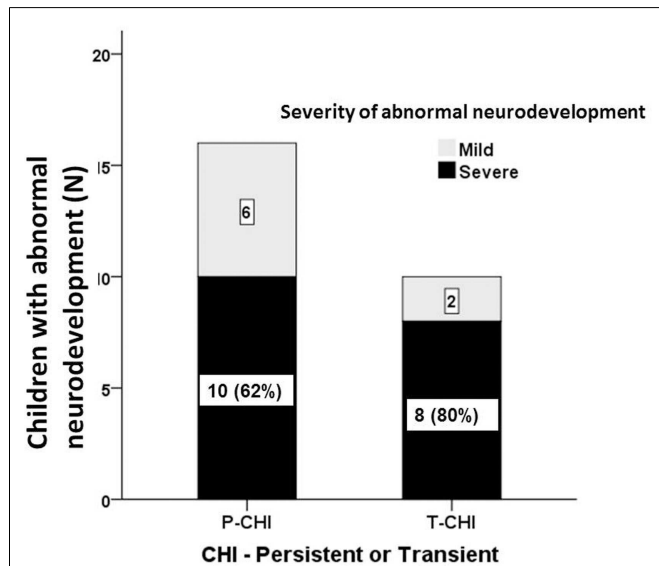 20
Severity of abnormal neurodevelopment
Mild
Severe
15
6
10
2
10 (62%)
8 (80%)
5
0
Children with abnormal
neurodevelopment (N)
P-CHI
T-CHI
CHI - Persistent or Transient